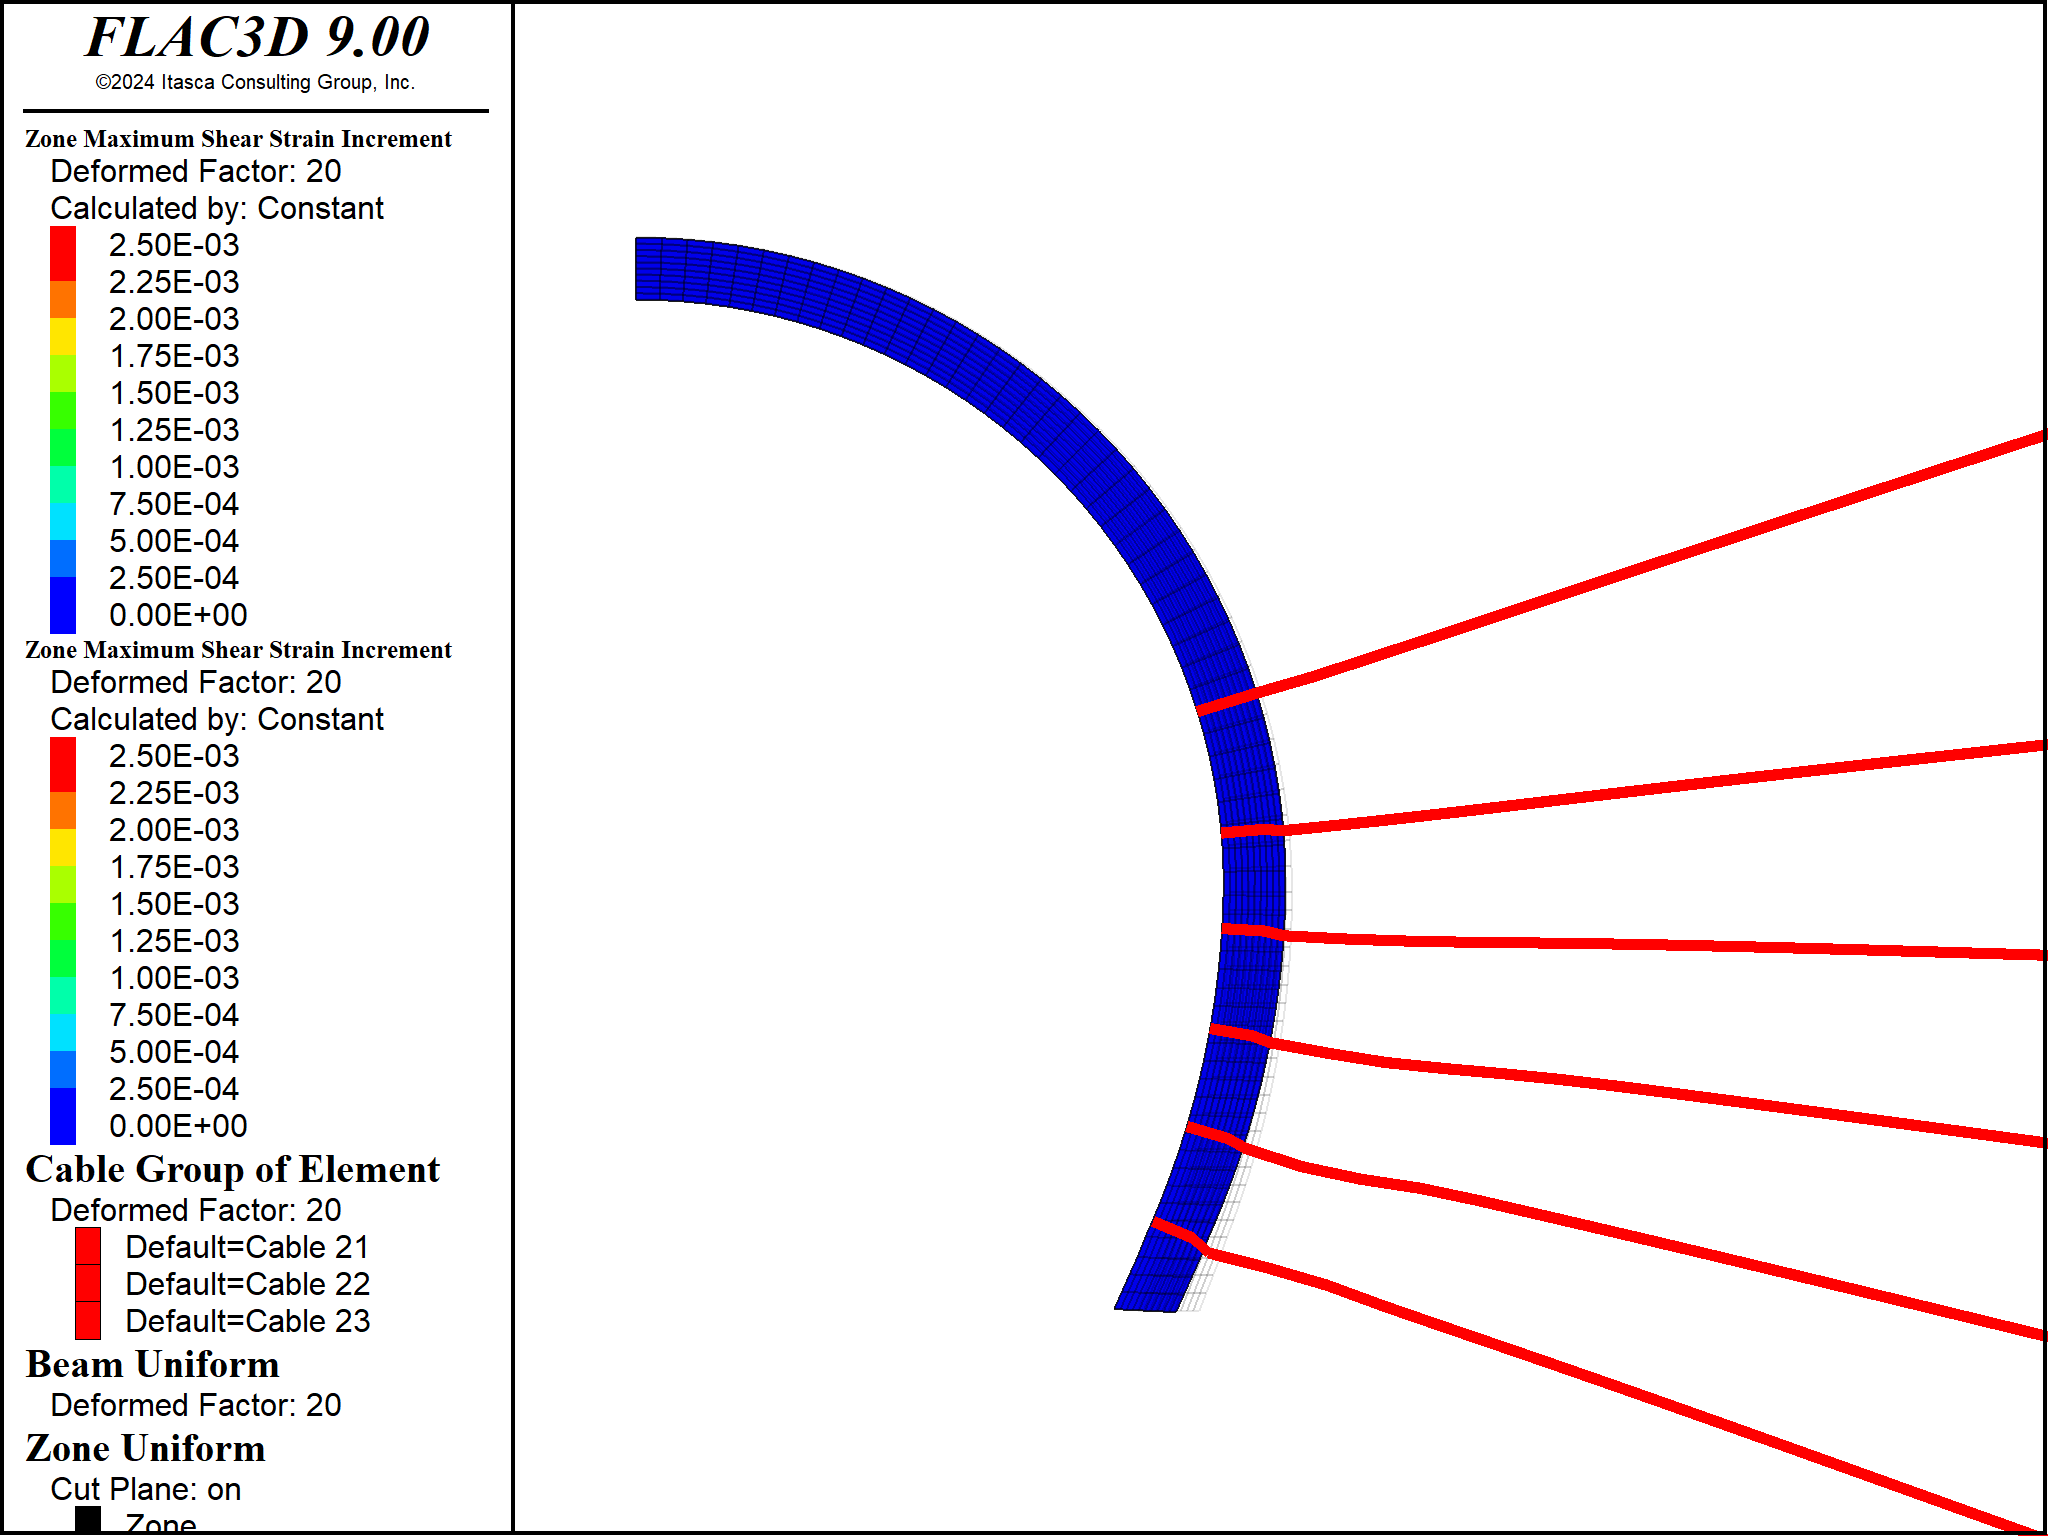 FLAC3D 9.00
©2024 Itasca Consulting Group, Inc.
Zone Maximum Shear Strain Increment
Deformed Factor: 20
Calculated by: Constant
2.50E-03
2.25E-03
2.00E-03
1.75E-03
1.50E-03
1.25E-03
1.00E-03
7.50E-04
5.00E-04
2.50E-04
0.00E+00
Zone Maximum Shear Strain Increment
Deformed Factor: 20
Calculated by: Constant
2.50E-03
2.25E-03
2.00E-03
1.75E-03
1.50E-03
1.25E-03
1.00E-03
7.50E-04
5.00E-04
2.50E-04
0.00E+00
Cable Group of Element
Deformed Factor: 20
Default=Cable 21
Default=Cable 22
Default=Cable 23
Beam Uniform
Deformed Factor: 20
Zone Uniform
Cut Plane: on
Zone